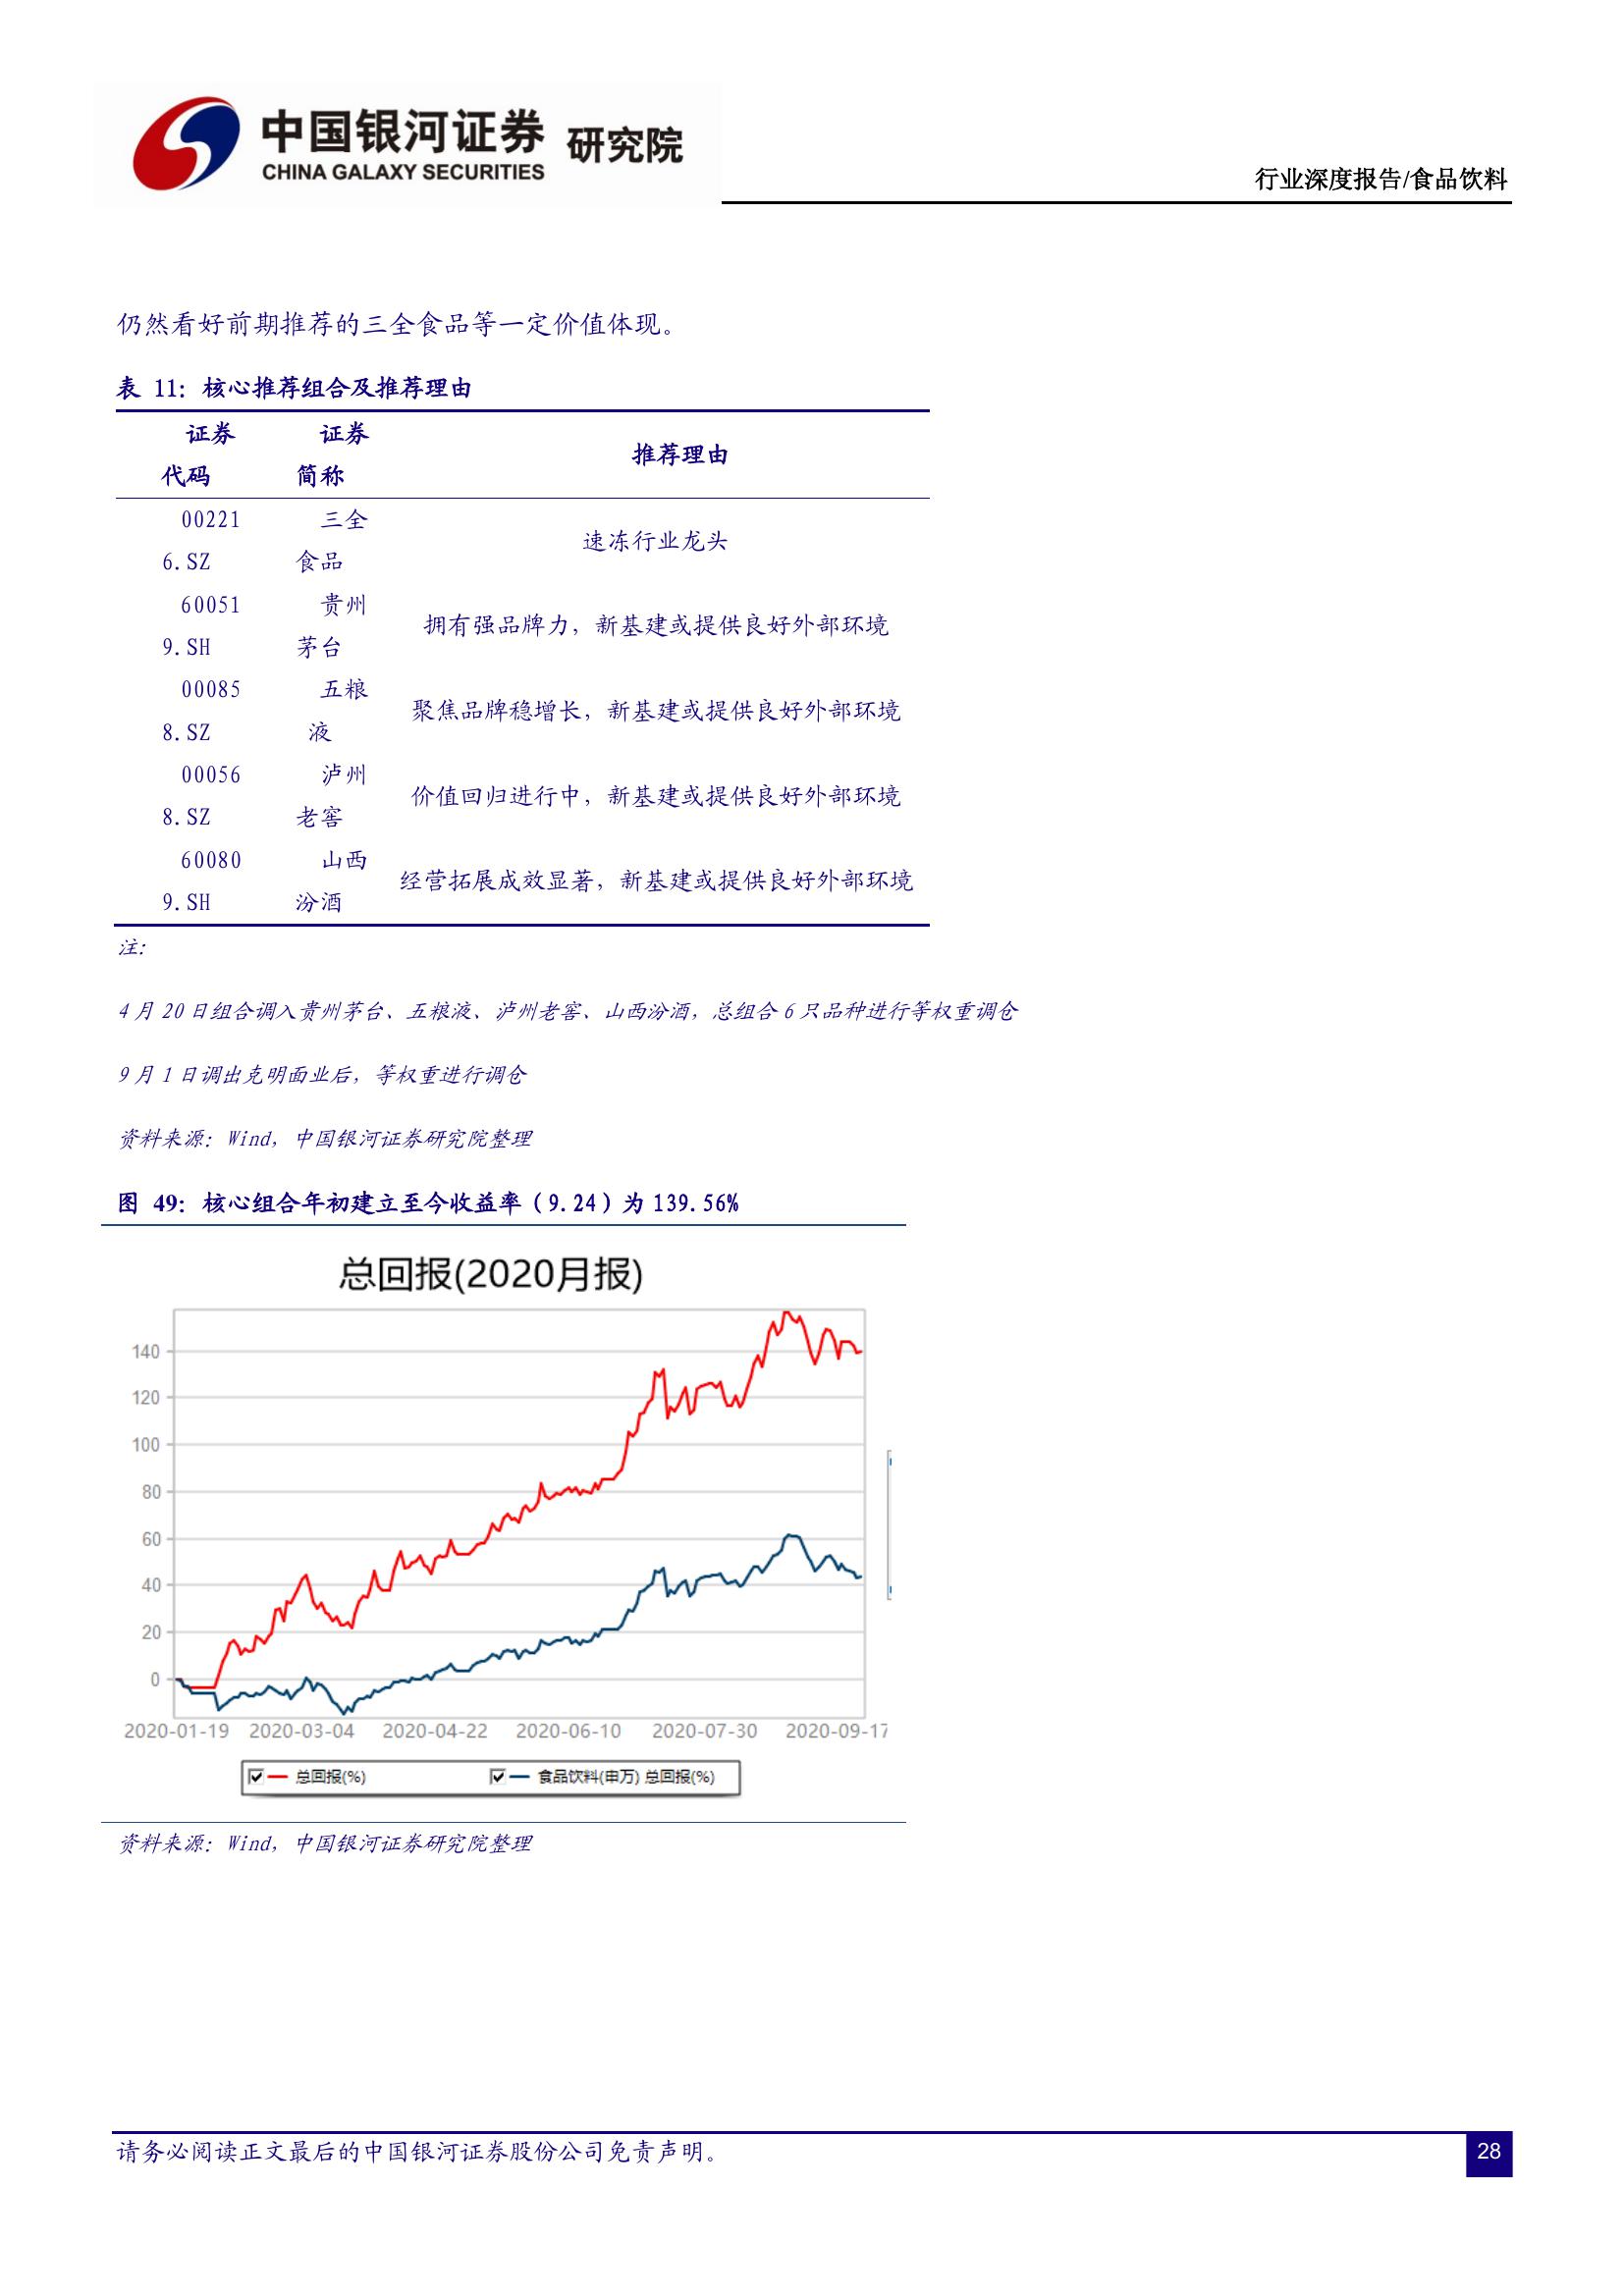 中国银河证券 研究院
CHINA GALAXY SECURITIES
行业深度报告/食品饮料
仍然看好前期推荐的三全食品等一定价值体现。
表 11：核心推荐组合及推荐理由
证券 证券
代码 简称
推荐理由
00221 三全
6.SZ 食品
速冻行业龙头
60051 贵州
9.SH 茅台
拥有强品牌力，新基建或提供良好外部环境
00085 五粮
8.SZ 液
聚焦品牌稳增长，新基建或提供良好外部环境
00056 泸州
8.SZ 老窖
价值回归进行中，新基建或提供良好外部环境
60080 山西
9.SH 汾酒
经营拓展成效显著，新基建或提供良好外部环境
注：
4 月 20 日组合调入贵州茅台、五粮液、泸州老窖、山西汾酒，总组合 6 只品种进行等权重调仓
9 月 1 日调出克明面业后，等权重进行调仓
资料来源：Wind，中国银河证券研究院整理
图 49：核心组合年初建立至今收益率（9.24）为 139.56%
总回报(2020月报)
140
120
100
80
60
40
20
0
2020-01-19 2020-03-04 2020-04-22 2020-06-10 2020-07-30 2020-09-17
总回报(%) 食品饮料(申万) 总回报(%)
资料来源：Wind，中国银河证券研究院整理
请务必阅读正文最后的中国银河证券股份公司免责声明。
28